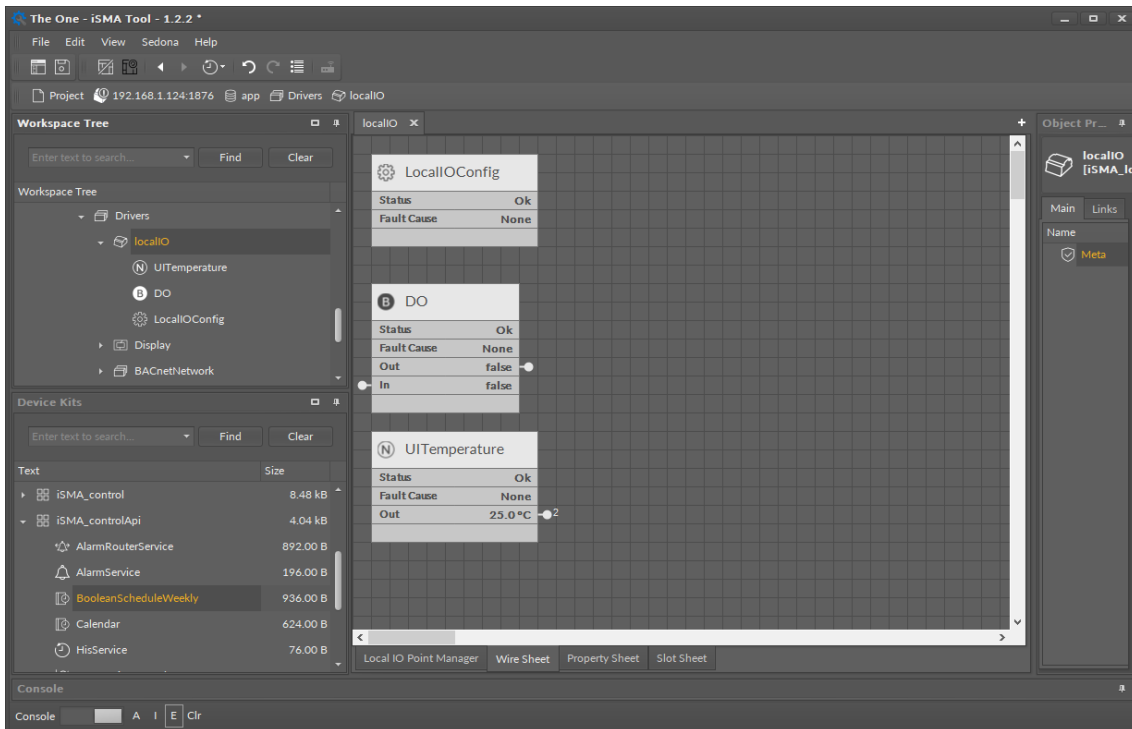 The One - iSMA Tool - 1.2.2 *
File Edit View Sedona Help
Project 192.168.1.124:1876 app Drivers localIO
Workspace Tree
Enter text to search... Find Clear
Workspace Tree
Drivers
localIO
N UITemperature
B DO
LocalIOConfig
Display
BACnetNetwork
Device Kits
Enter text to search... Find Clear
Text Size
iSMA_control 8.48 kB
iSMA_controlApi 4.04 kB
AlarmRouterService 892.00 B
AlarmService 196.00 B
BooleanScheduleWeekly 936.00 B
Calendar 624.00 B
HisService 76.00 B
localIO
LocalIOConfig
Status Ok
Fault Cause None
B DO
Status Ok
Fault Cause None
Out false
In false
N UITemperature
Status Ok
Fault Cause None
Out 25.0 °C 2
Local IO Point Manager Wire Sheet Property Sheet Slot Sheet
Object Pr...
localIO
[iSMA_lo
Main Links
Name
Meta
Console
Console A I E Clr